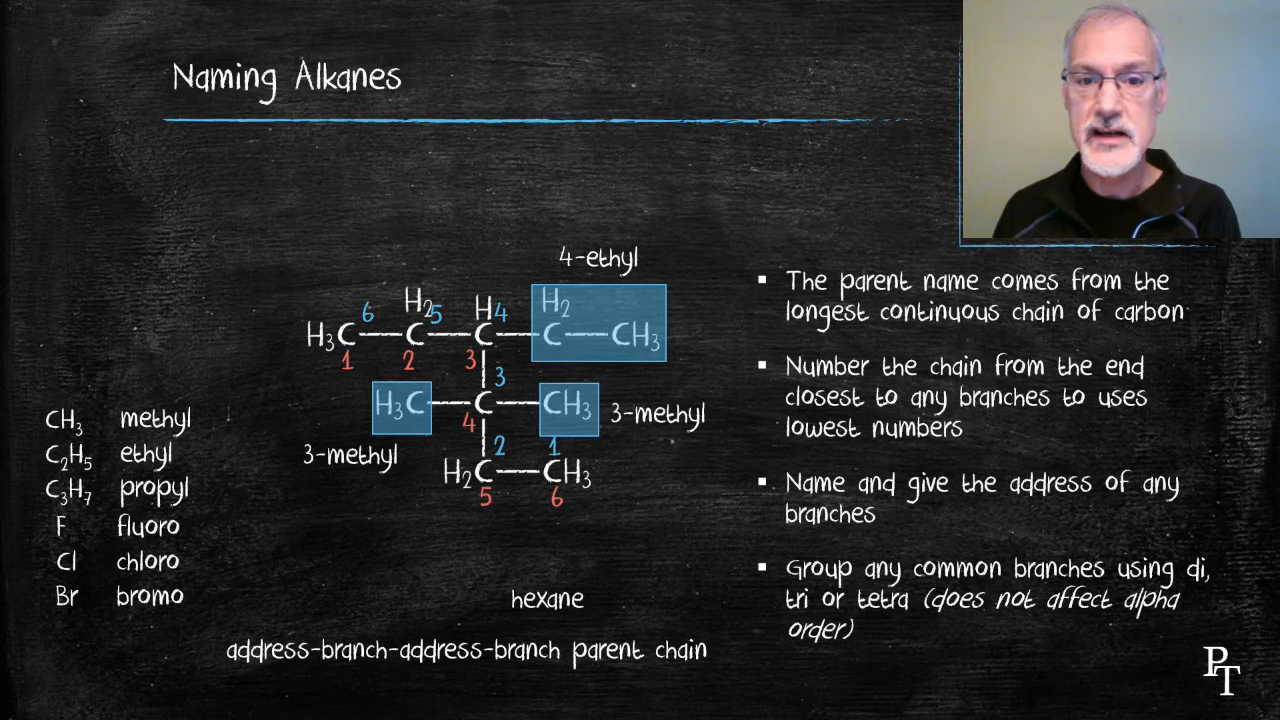 Naming Alkanes
4-ethyl
H₂ H₂
6 5 H4
H₃C—C—C—C—CH₃
1 2 3
3
H₃C—C—CH₃ 3-methyl
4
3-methyl
2 1
H₂C—CH₃
5 6
CH₃ methyl
C₂H₅ ethyl
C₃H₇ propyl
F fluoro
Cl chloro
Br bromo
hexane
address-branch-address-branch parent chain
▪ The parent name comes from the
longest continuous chain of carbon
▪ Number the chain from the end
closest to any branches to uses
lowest numbers
▪ Name and give the address of any
branches
▪ Group any common branches using di,
tri or tetra (does not affect alpha
order)
PT